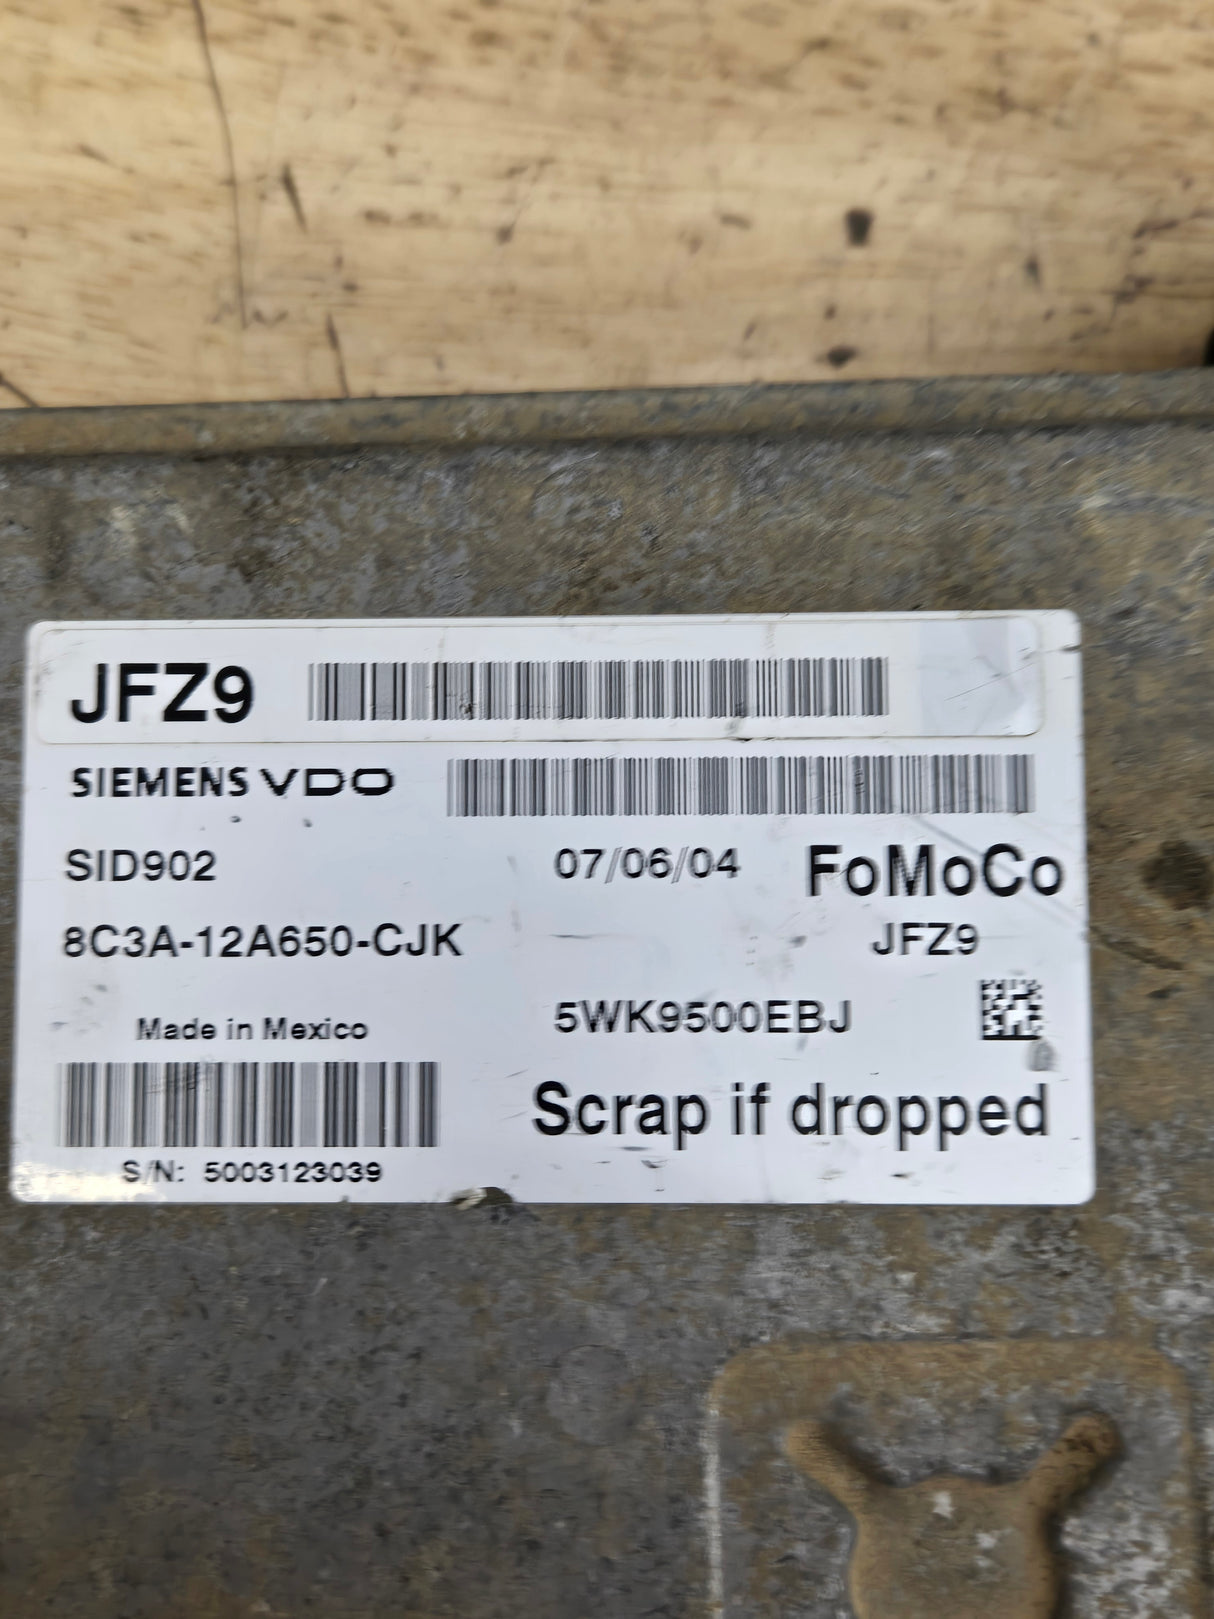 JFZ9
SIEMENS VDO
SID902 07/06/04 FoMoCo
8C3A-12A650-CJK JFZ9
Made in Mexico 5WK9500EBJ
Scrap if dropped
S/N: 5003123039